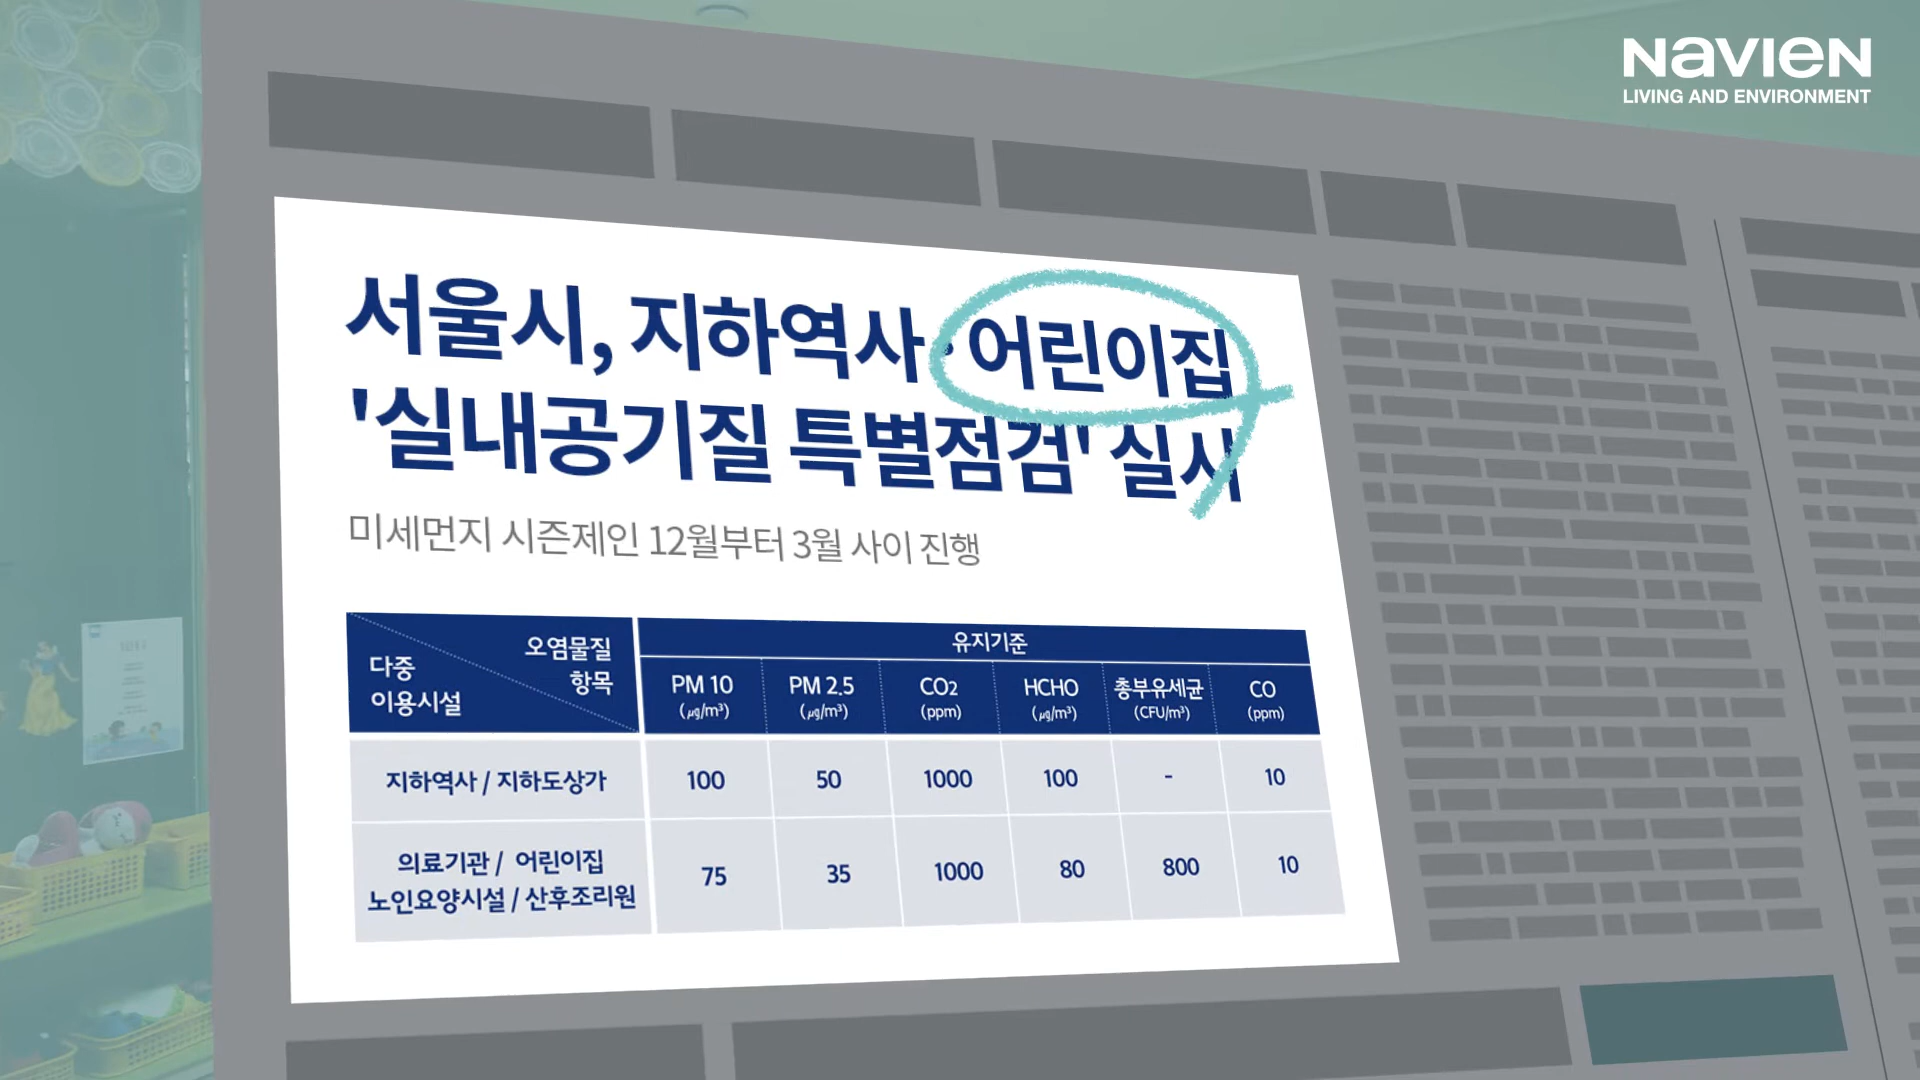 NAVIEN
LIVING AND ENVIRONMENT
서울시, 지하역사·어린이집
'실내공기질 특별점검' 실시
미세먼지 시즌제인 12월부터 3월 사이 진행
오염물질
항목
다중
이용시설
유지기준
PM 10 PM 2.5 CO2 HCHO 총부유세균 CO
(㎍/m³) (㎍/m³) (ppm) (㎍/m³) (CFU/m³) (ppm)
지하역사 / 지하도상가 100 50 1000 100 - 10
의료기관 / 어린이집
노인요양시설 / 산후조리원 75 35 1000 80 800 10